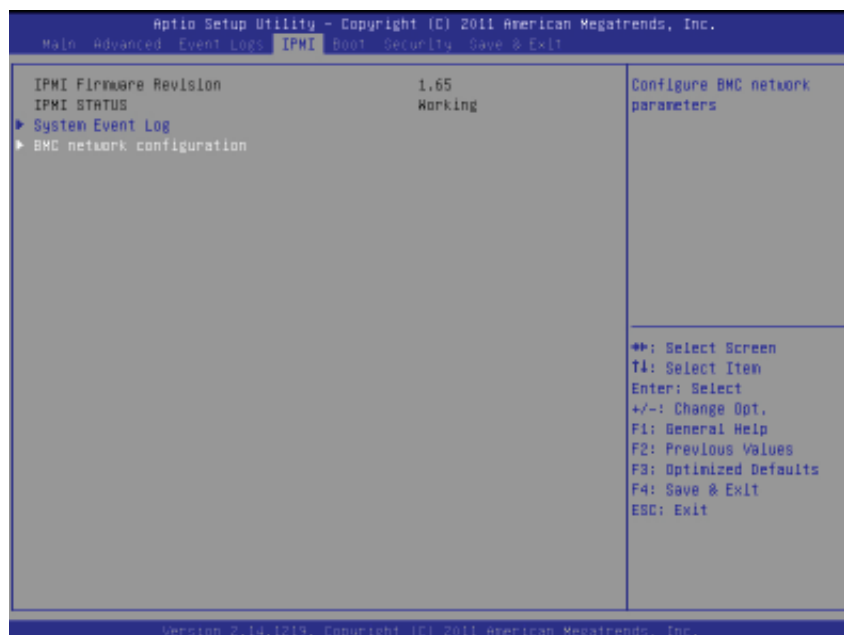 Aptio Setup Utility - Copyright (C) 2011 American Megatrends, Inc.
Main Advanced Event Logs IPMI Boot Security Save & Exit
IPMI Firmware Revision 1.65
IPMI STATUS Working
▶ System Event Log
▶ BMC network configuration
Configure BMC network
parameters
→←: Select Screen
↑↓: Select Item
Enter: Select
+/-: Change Opt.
F1: General Help
F2: Previous Values
F3: Optimized Defaults
F4: Save & Exit
ESC: Exit
Version 2.14.1219. Copyright (C) 2011 American Megatrends, Inc.